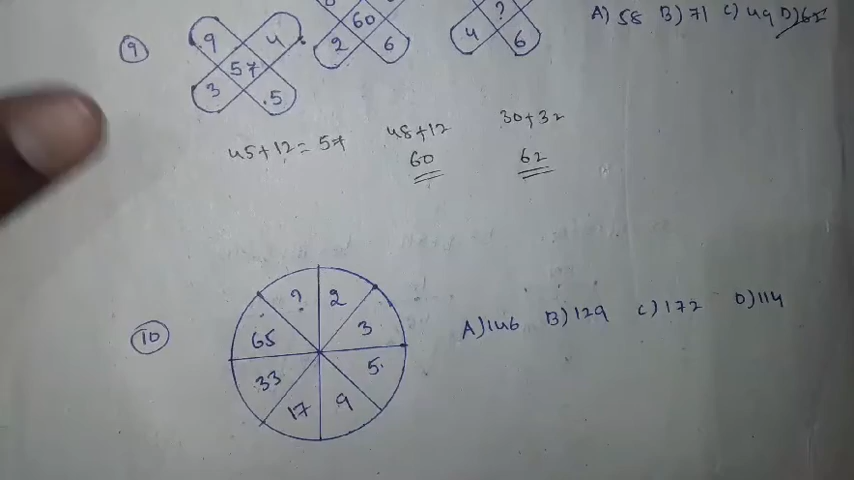 A) 58 B) 71 C) 49 D) 62
9
9 4 57 3 5
60 2 6
? 4 6
45+12=57
48+12
60
30+32
62
10
? 2 3 5. 9 17 33 65
A) 146 B) 129 C) 172 D) 114